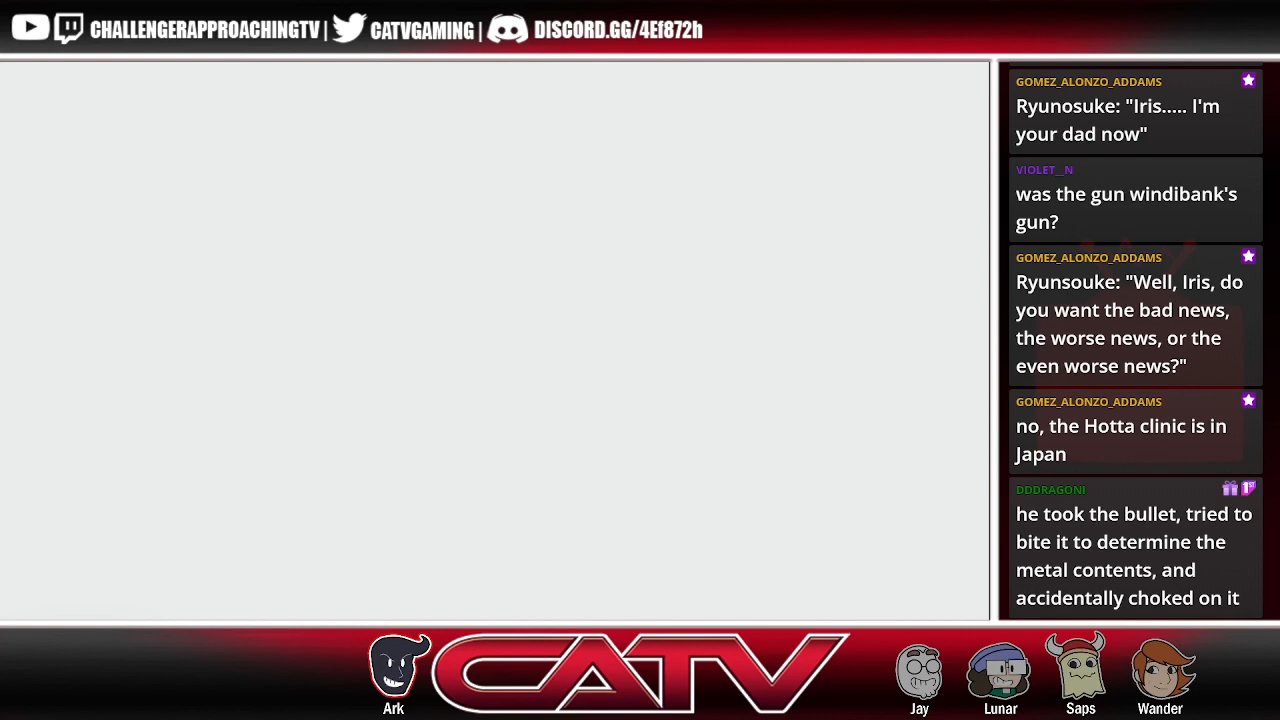 CHALLENGERAPPROACHINGTV | CATVGAMING | DISCORD.GG/4Ef872h
GOMEZ_ALONZO_ADDAMS
Ryunosuke: "Iris..... I'm
your dad now"
VIOLET__N
was the gun windibank's
gun?
GOMEZ_ALONZO_ADDAMS
Ryunsouke: "Well, Iris, do
you want the bad news,
the worse news, or the
even worse news?"
GOMEZ_ALONZO_ADDAMS
no, the Hotta clinic is in
Japan
DDDRAGONI
1ST
he took the bullet, tried to
bite it to determine the
metal contents, and
accidentally choked on it
CATV
Ark
Jay
Lunar
Saps
Wander